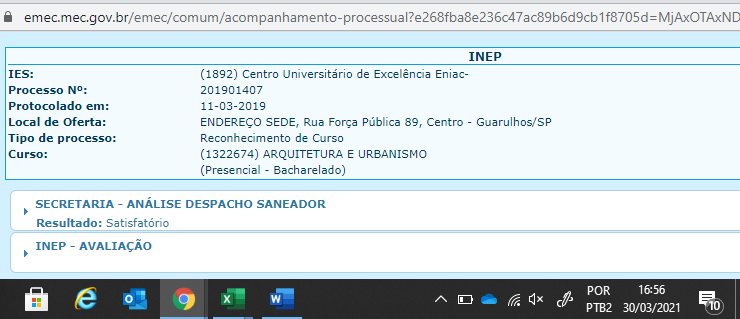 emec.mec.gov.br/emec/comum/acompanhamento-processual?e268fba8e236c47ac89b6d9cb1f8705d=MjAxOTAxND
INEP
IES: (1892) Centro Universitário de Excelência Eniac-
Processo Nº: 201901407
Protocolado em: 11-03-2019
Local de Oferta: ENDEREÇO SEDE, Rua Força Pública 89, Centro - Guarulhos/SP
Tipo de processo: Reconhecimento de Curso
Curso: (1322674) ARQUITETURA E URBANISMO
(Presencial - Bacharelado)
SECRETARIA - ANÁLISE DESPACHO SANEADOR
Resultado: Satisfatório
INEP - AVALIAÇÃO
POR 16:56
PTB2 30/03/2021
10